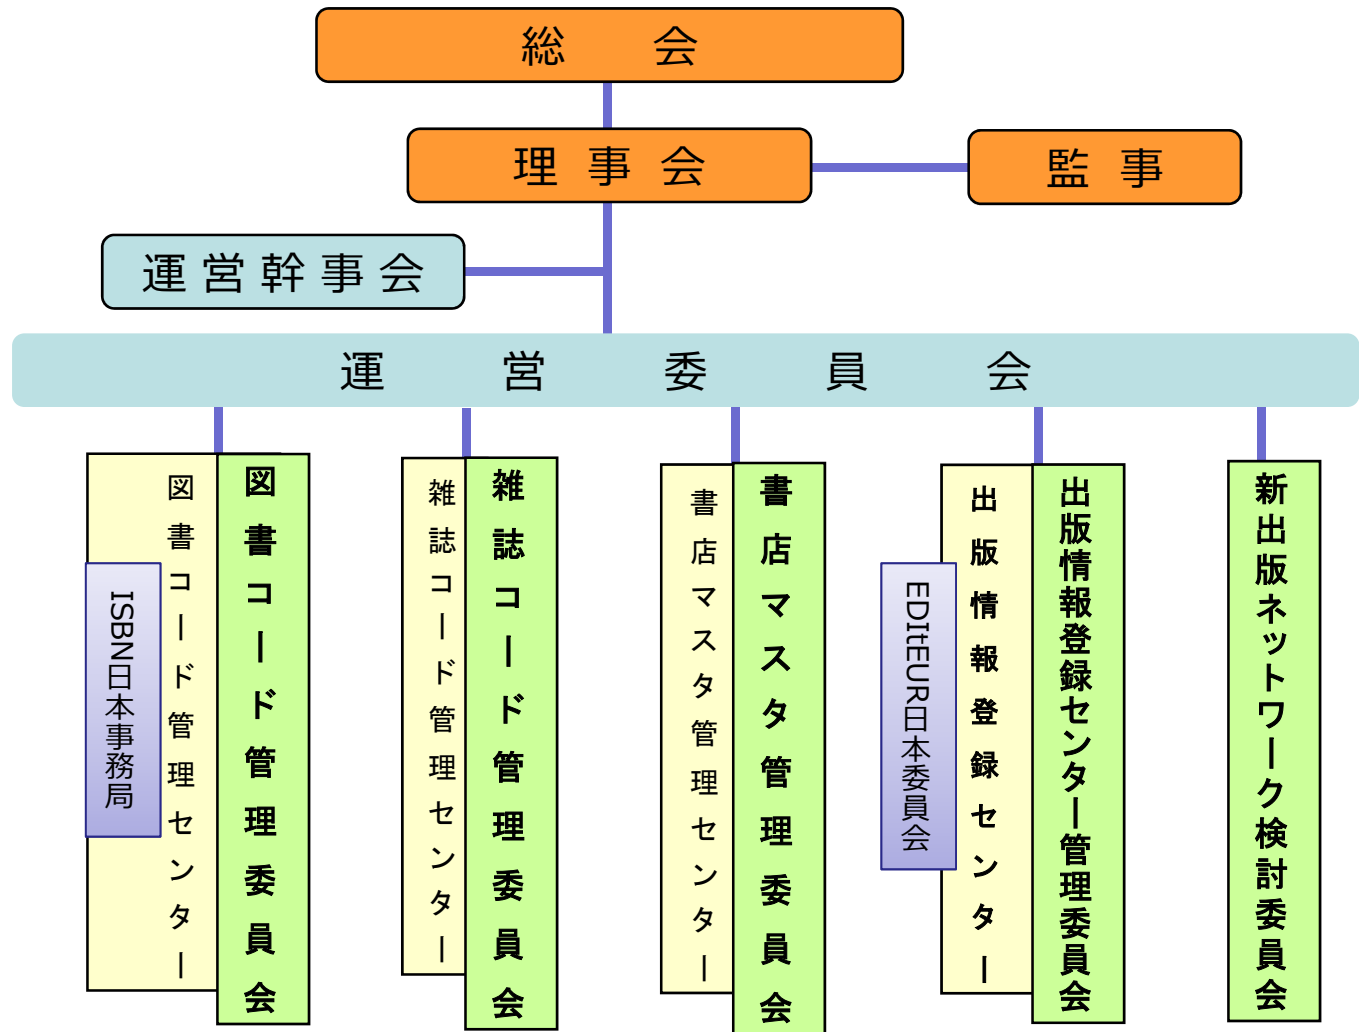 総会
理事会
監事
運営幹事会
運営委員会
図書コード管理委員会
図書コード管理センター
ISBN日本事務局
雑誌コード管理委員会
雑誌コード管理センター
書店マスタ管理委員会
書店マスタ管理センター
出版情報登録センター管理委員会
出版情報登録センター
EDItEUR日本委員会
新出版ネットワーク検討委員会